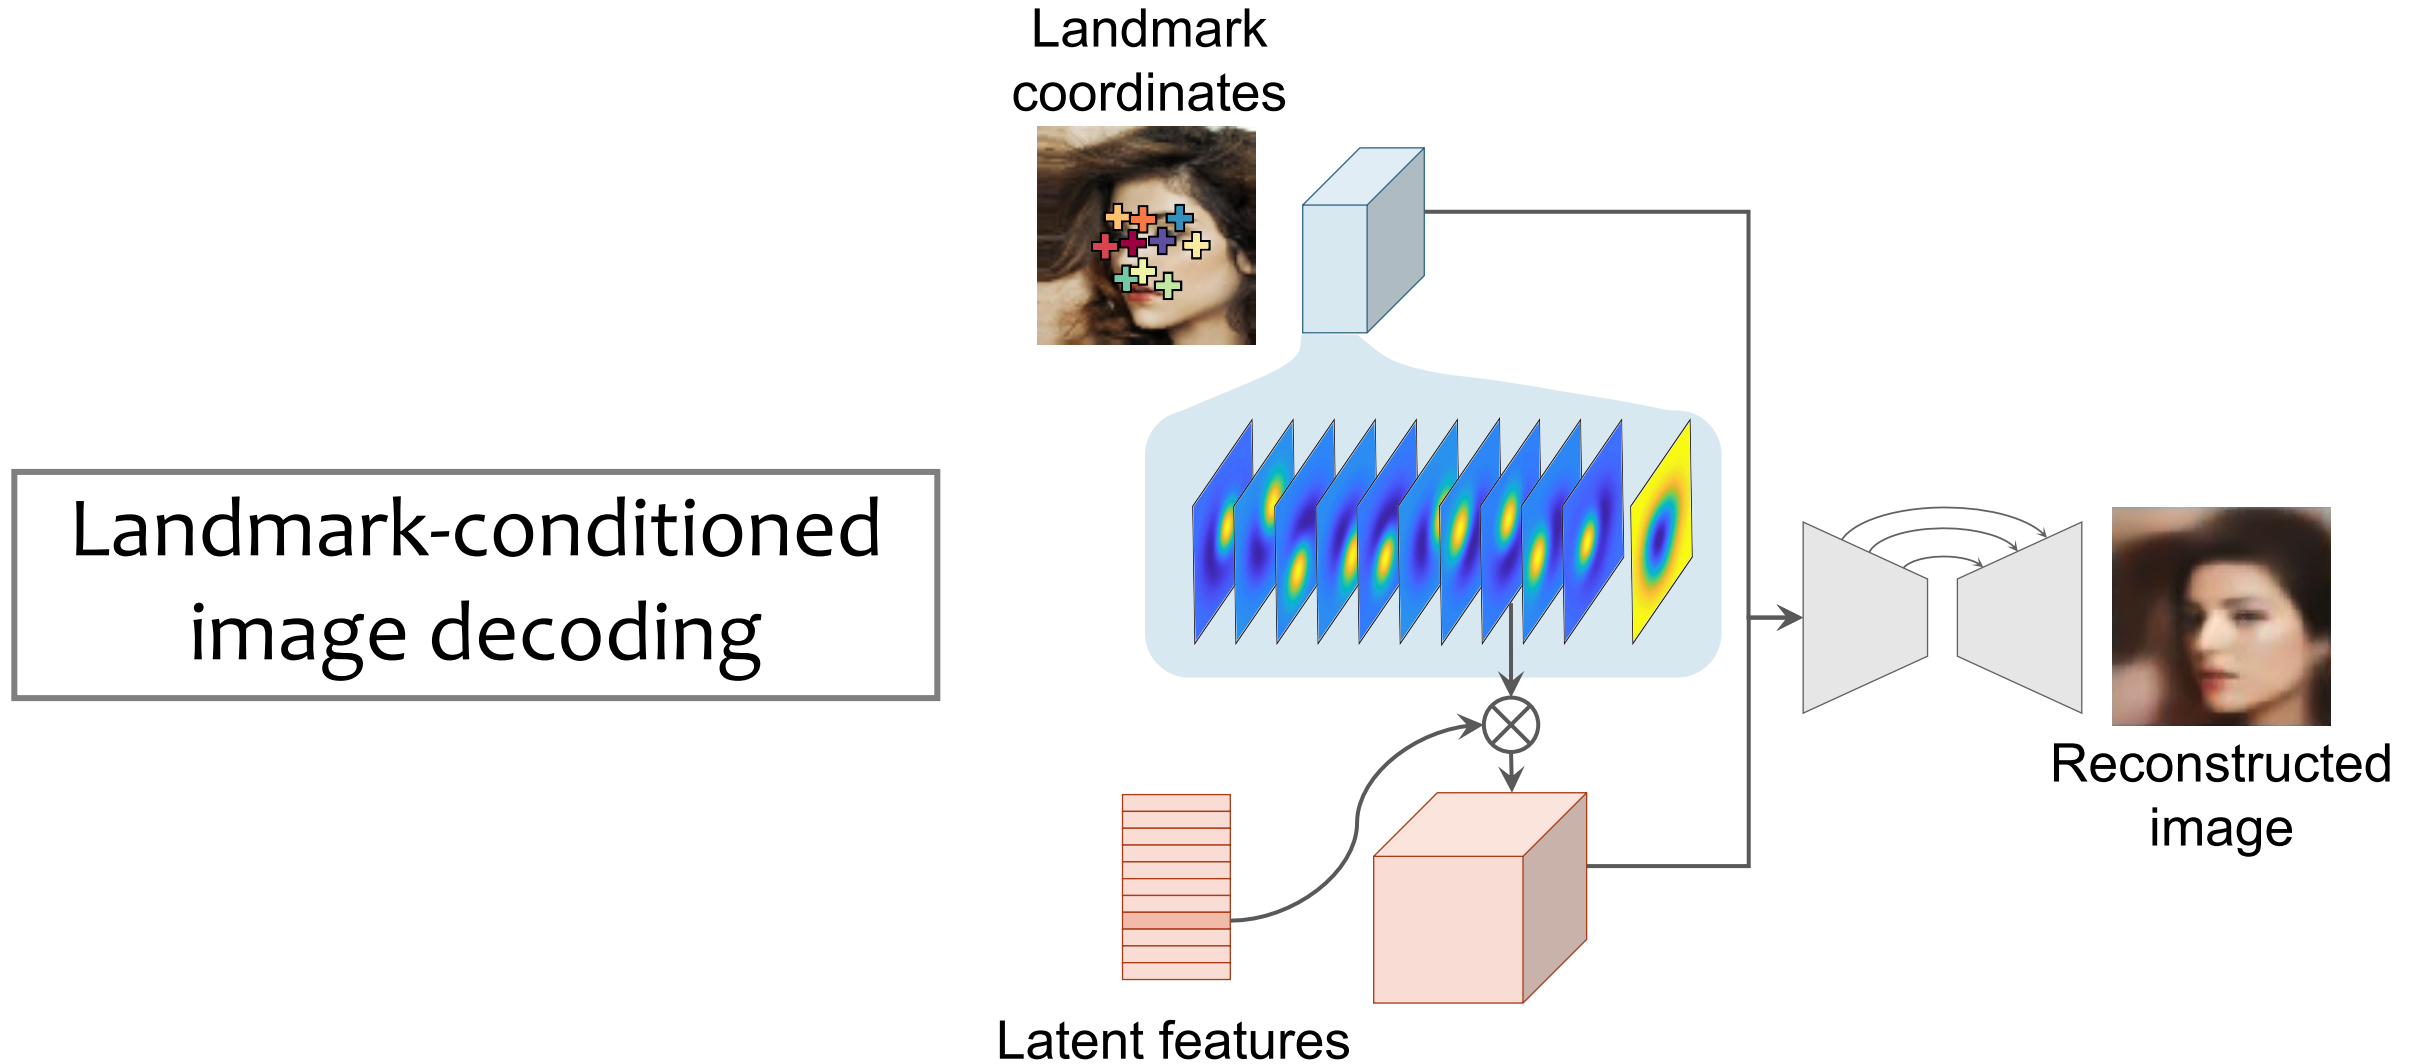 Landmark
coordinates
Landmark-conditioned
image decoding
Reconstructed
image
Latent features